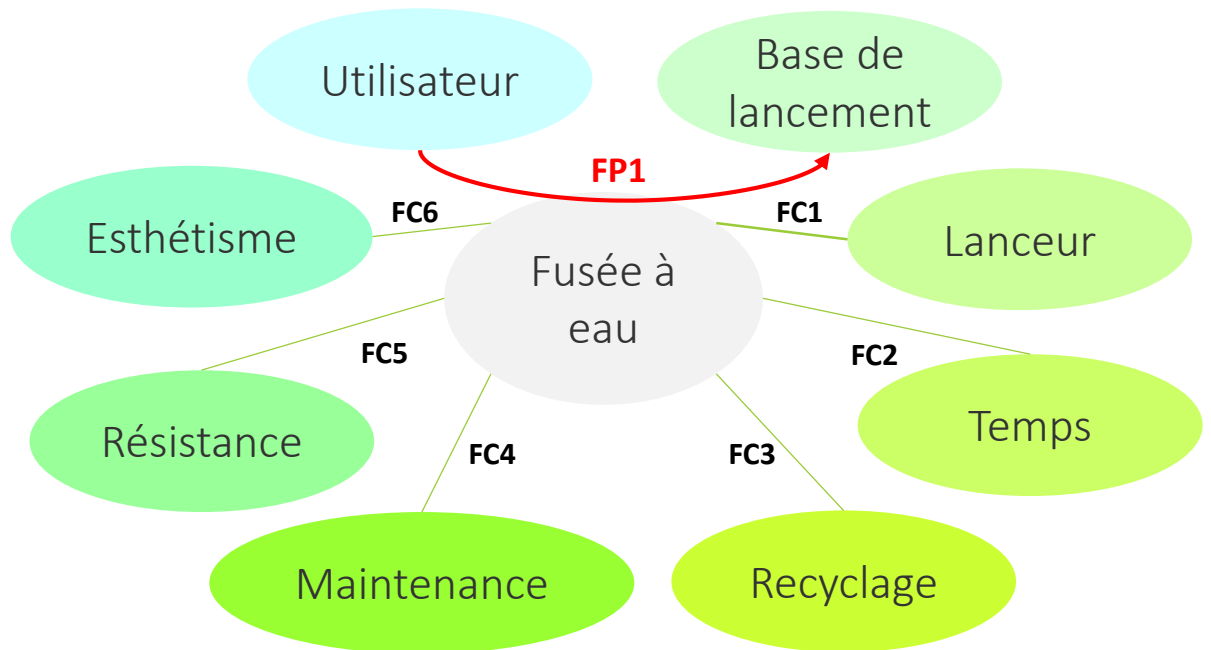 Utilisateur
Base de
lancement
FP1
FC6
FC1
Esthétisme
Lanceur
Fusée à
eau
FC5
FC2
Résistance
Temps
FC4
FC3
Maintenance
Recyclage